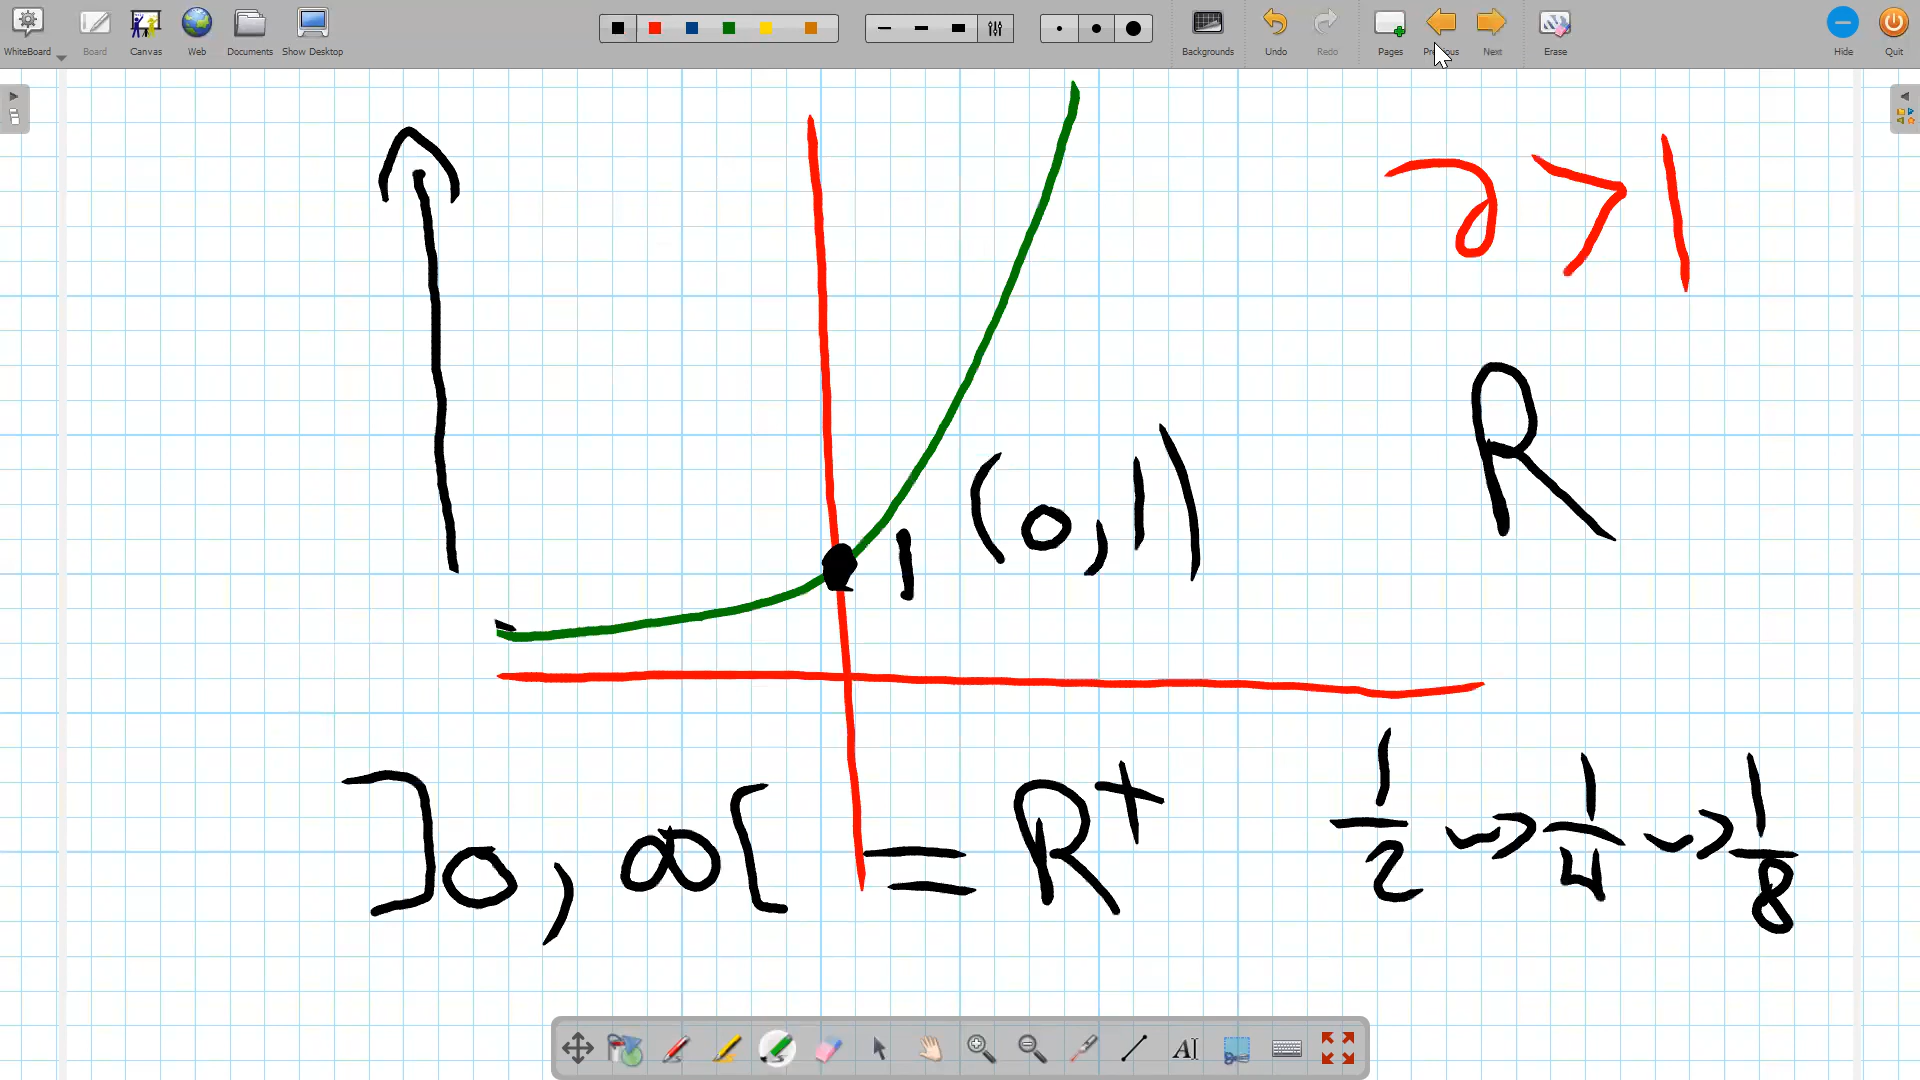 WhiteBoard Board Canvas Web Documents Show Desktop Backgrounds Undo Redo Pages Previous Next Erase Hide Quit
a > 1
R
1 (0,1)
]0, ∞[ = R⁺
1/2 → 1/4 → 1/8